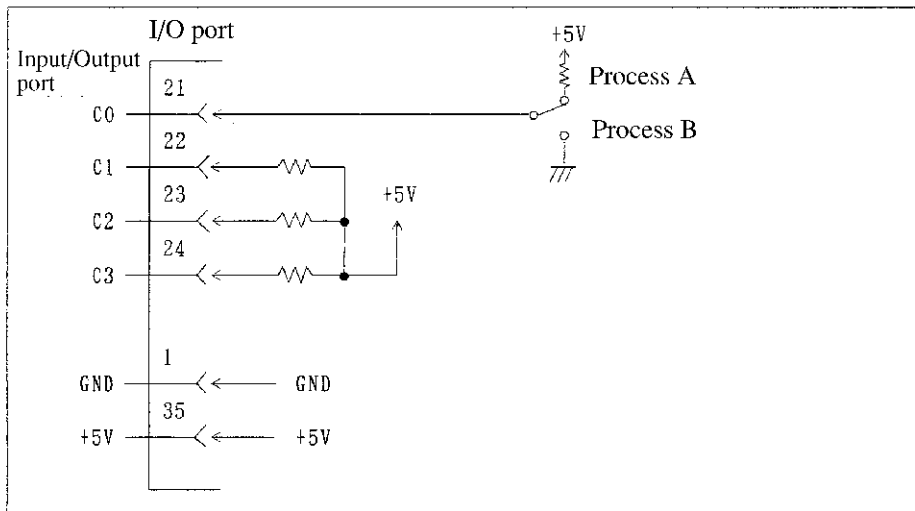 I/O port
Input/Output
port
+5V
Process A
Process B
21
C0
22
C1
23
C2
+5V
24
C3
1
GND
GND
35
+5V
+5V